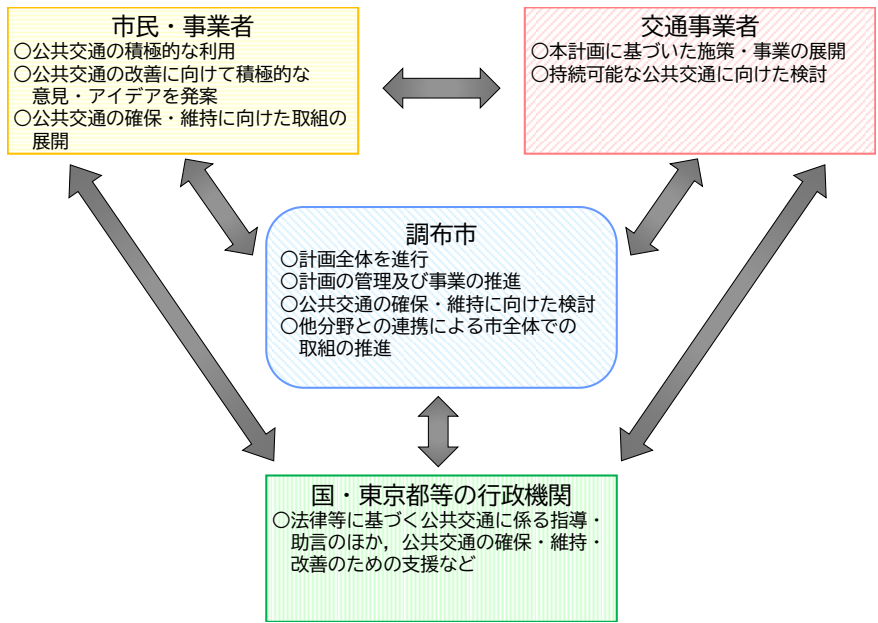 市民・事業者
○公共交通の積極的な利用
○公共交通の改善に向けて積極的な
意見・アイデアを発案
○公共交通の確保・維持に向けた取組の
展開
交通事業者
○本計画に基づいた施策・事業の展開
○持続可能な公共交通に向けた検討
調布市
○計画全体を進行
○計画の管理及び事業の推進
○公共交通の確保・維持に向けた検討
○他分野との連携による市全体での
取組の推進
国・東京都等の行政機関
○法律等に基づく公共交通に係る指導・
助言のほか，公共交通の確保・維持・
改善のための支援など